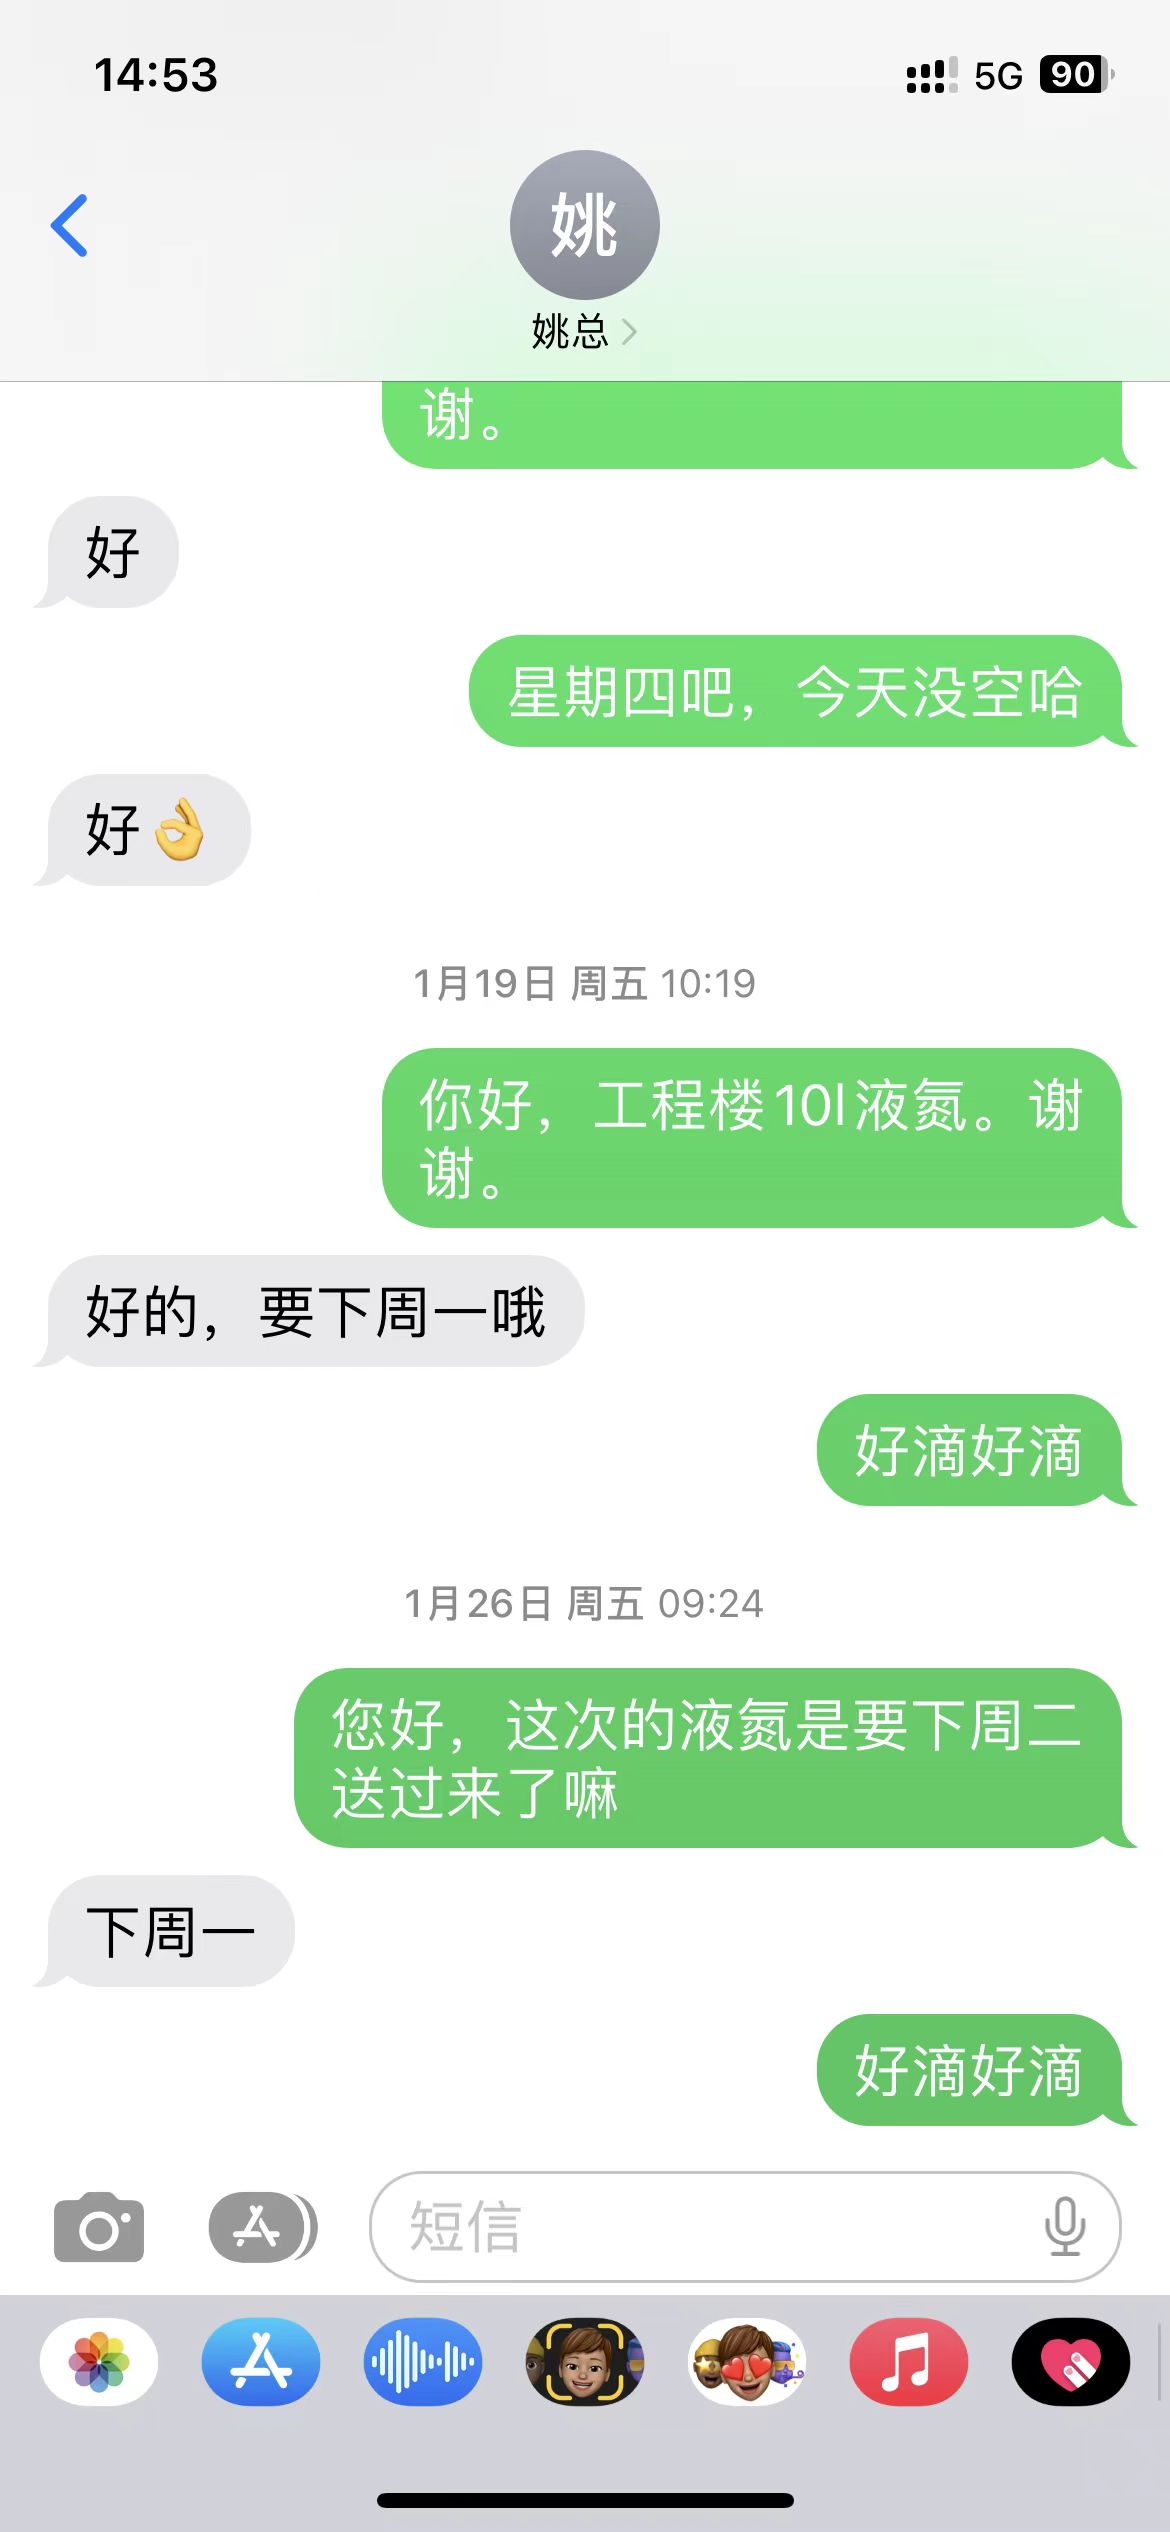 14:53
5G 90
姚
姚总
谢。
好
星期四吧，今天没空哈
好👌
1月19日 周五 10:19
你好，工程楼10l液氮。谢
谢。
好的，要下周一哦
好滴好滴
1月26日 周五 09:24
您好，这次的液氮是要下周二
送过来了嘛
下周一
好滴好滴
短信